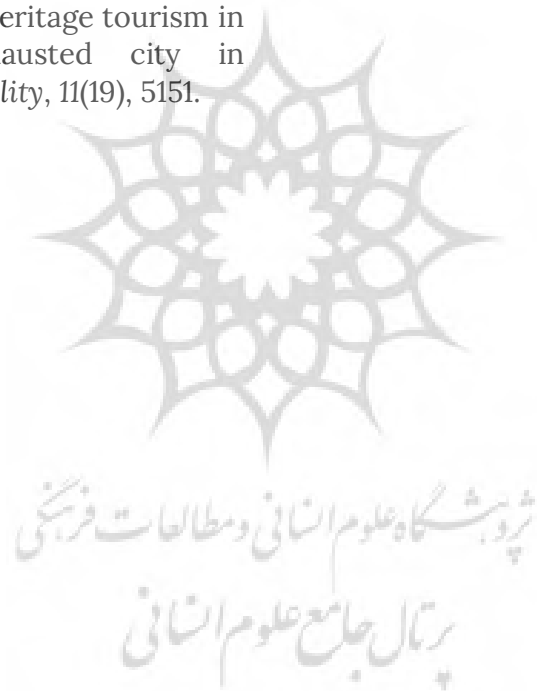 eritage tourism in
austed city in
lity, 11(19), 5151.
پژوهشگاه علوم انسانی و مطالعات فرهنگی
پرتال جامع علوم انسانی